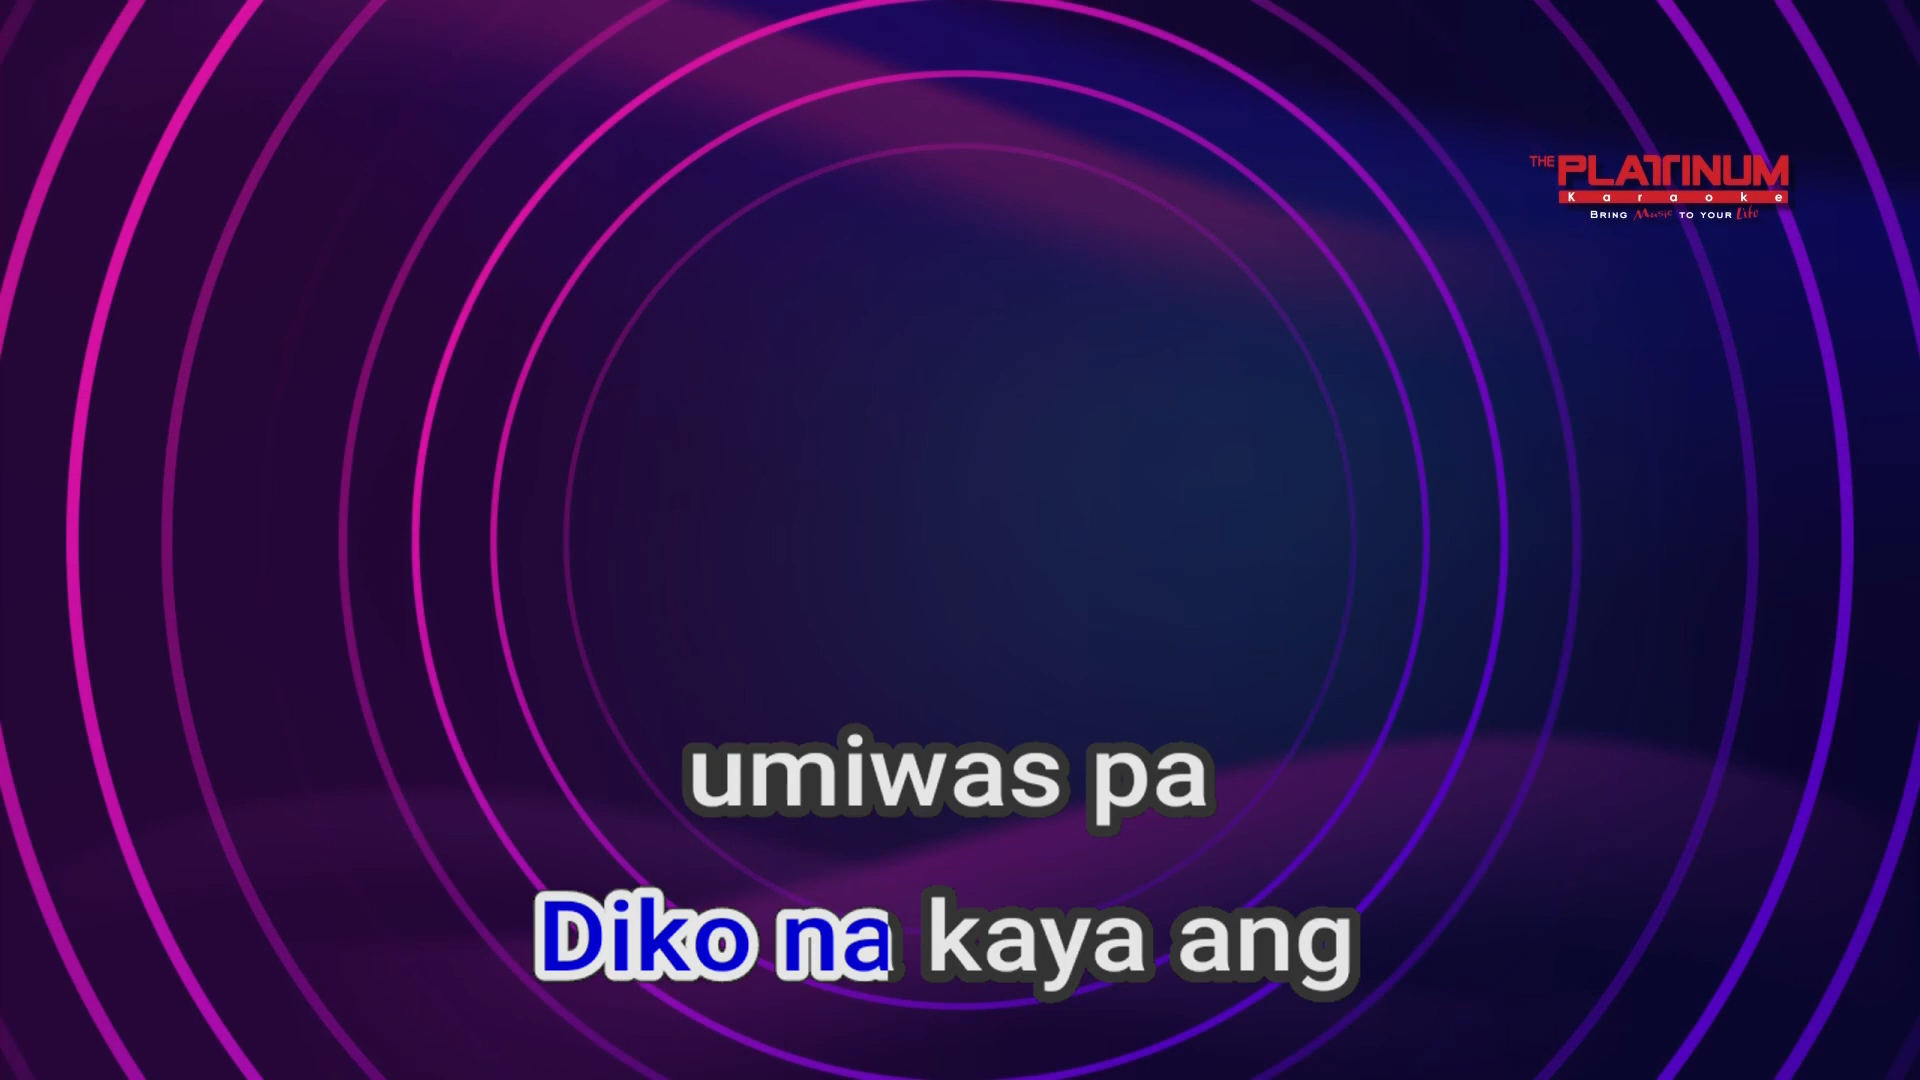 THE PLATINUM
Karaoke
BRING Music TO YOUR Life
umiwas pa
Diko na kaya ang